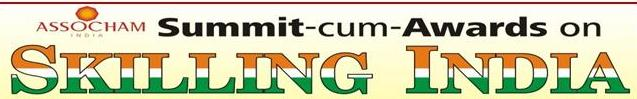 ASSOCHAM
INDIA
Summit-cum-Awards on
SKILLING INDIA